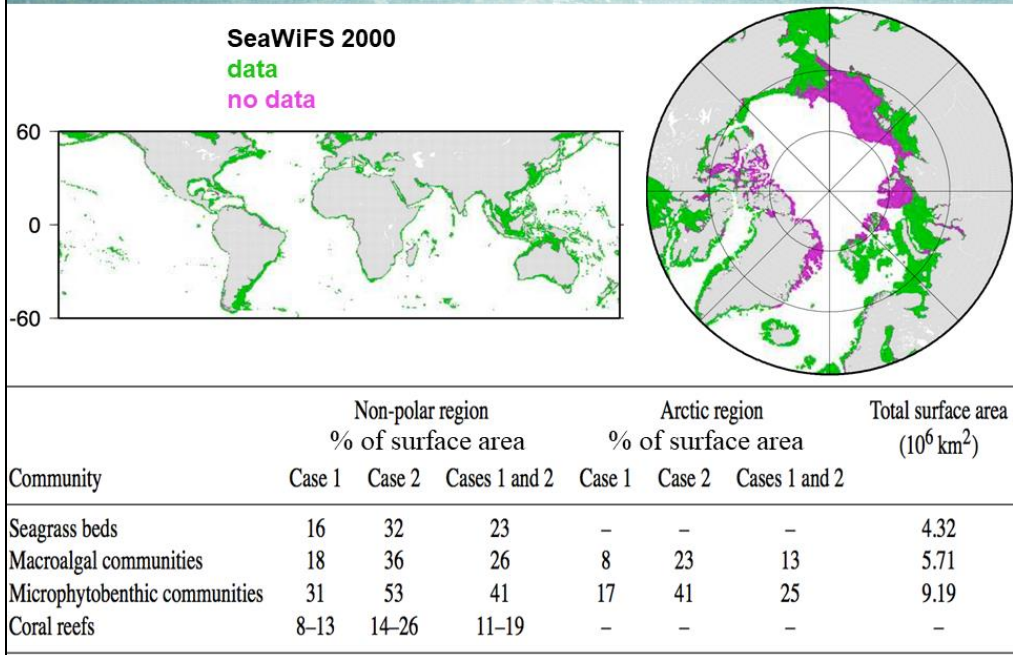 SeaWiFS 2000
data
no data
60
0
-60
Non-polar region Arctic region Total surface area
% of surface area % of surface area (10⁶ km²)
Community Case 1 Case 2 Cases 1 and 2 Case 1 Case 2 Cases 1 and 2
Seagrass beds 16 32 23 – – – 4.32
Macroalgal communities 18 36 26 8 23 13 5.71
Microphytobenthic communities 31 53 41 17 41 25 9.19
Coral reefs 8–13 14–26 11–19 – – – –